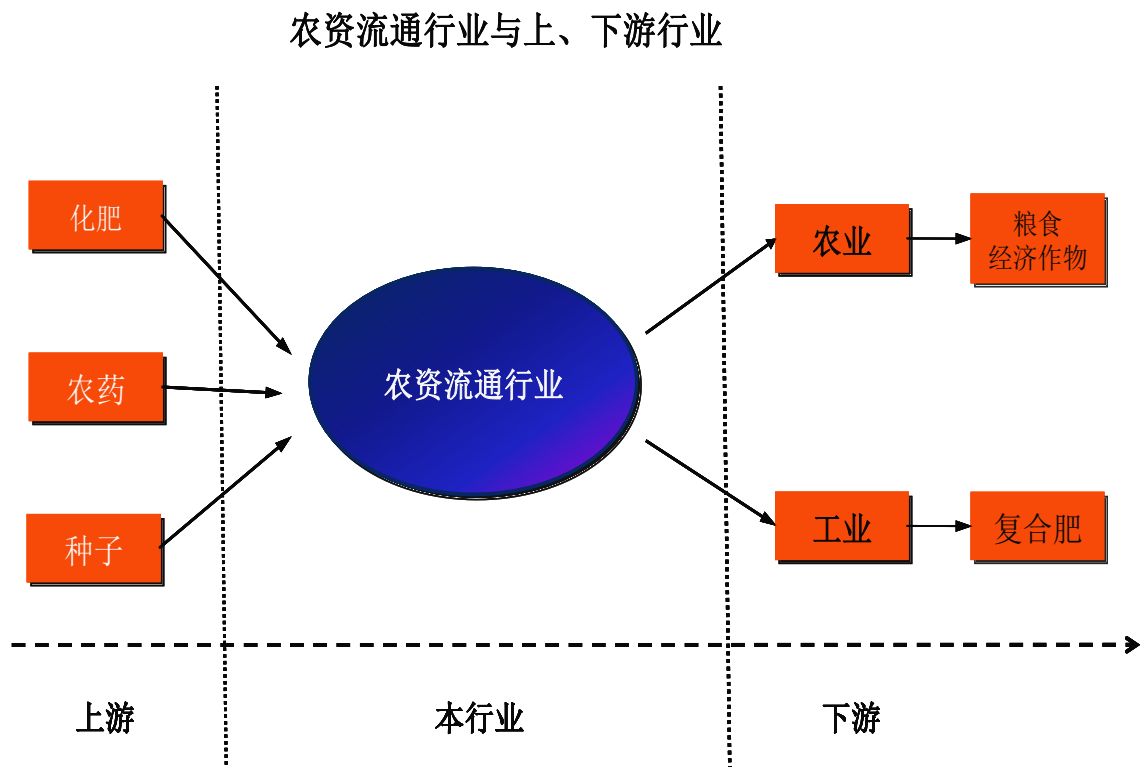 农资流通行业与上、下游行业
化肥
农药
种子
农资流通行业
农业
粮食
经济作物
工业
复合肥
上游
本行业
下游